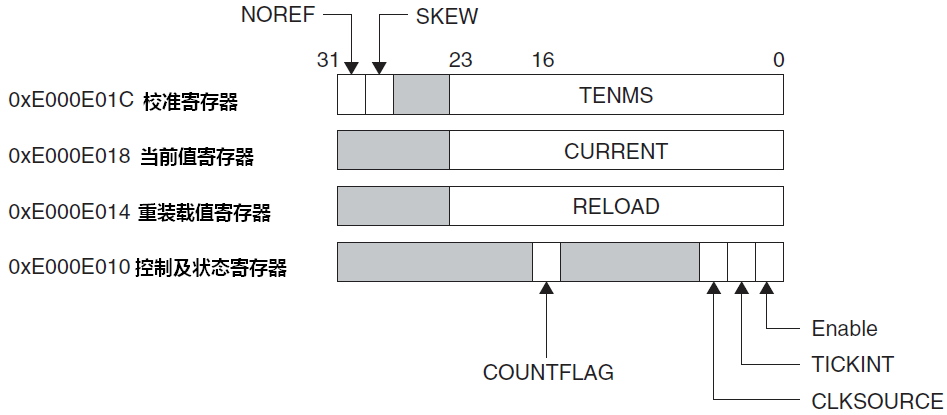 NOREF SKEW
31 23 16 0
0xE000E01C 校准寄存器 TENMS
0xE000E018 当前值寄存器 CURRENT
0xE000E014 重装载值寄存器 RELOAD
0xE000E010 控制及状态寄存器
Enable
TICKINT
COUNTFLAG
CLKSOURCE